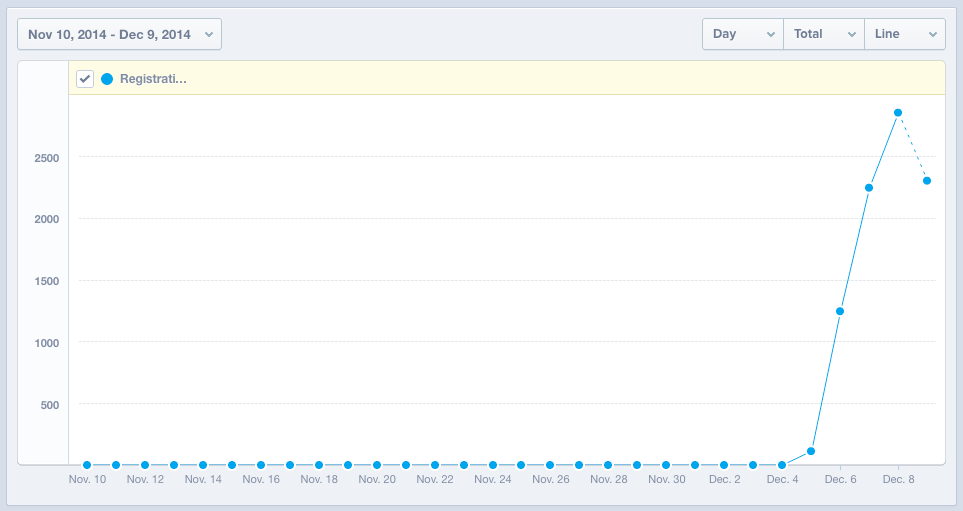 Nov 10, 2014 - Dec 9, 2014
Day
Total
Line
Registrati...
2500
2000
1500
1000
500
Nov. 10 Nov. 12 Nov. 14 Nov. 16 Nov. 18 Nov. 20 Nov. 22 Nov. 24 Nov. 26 Nov. 28 Nov. 30 Dec. 2 Dec. 4 Dec. 6 Dec. 8